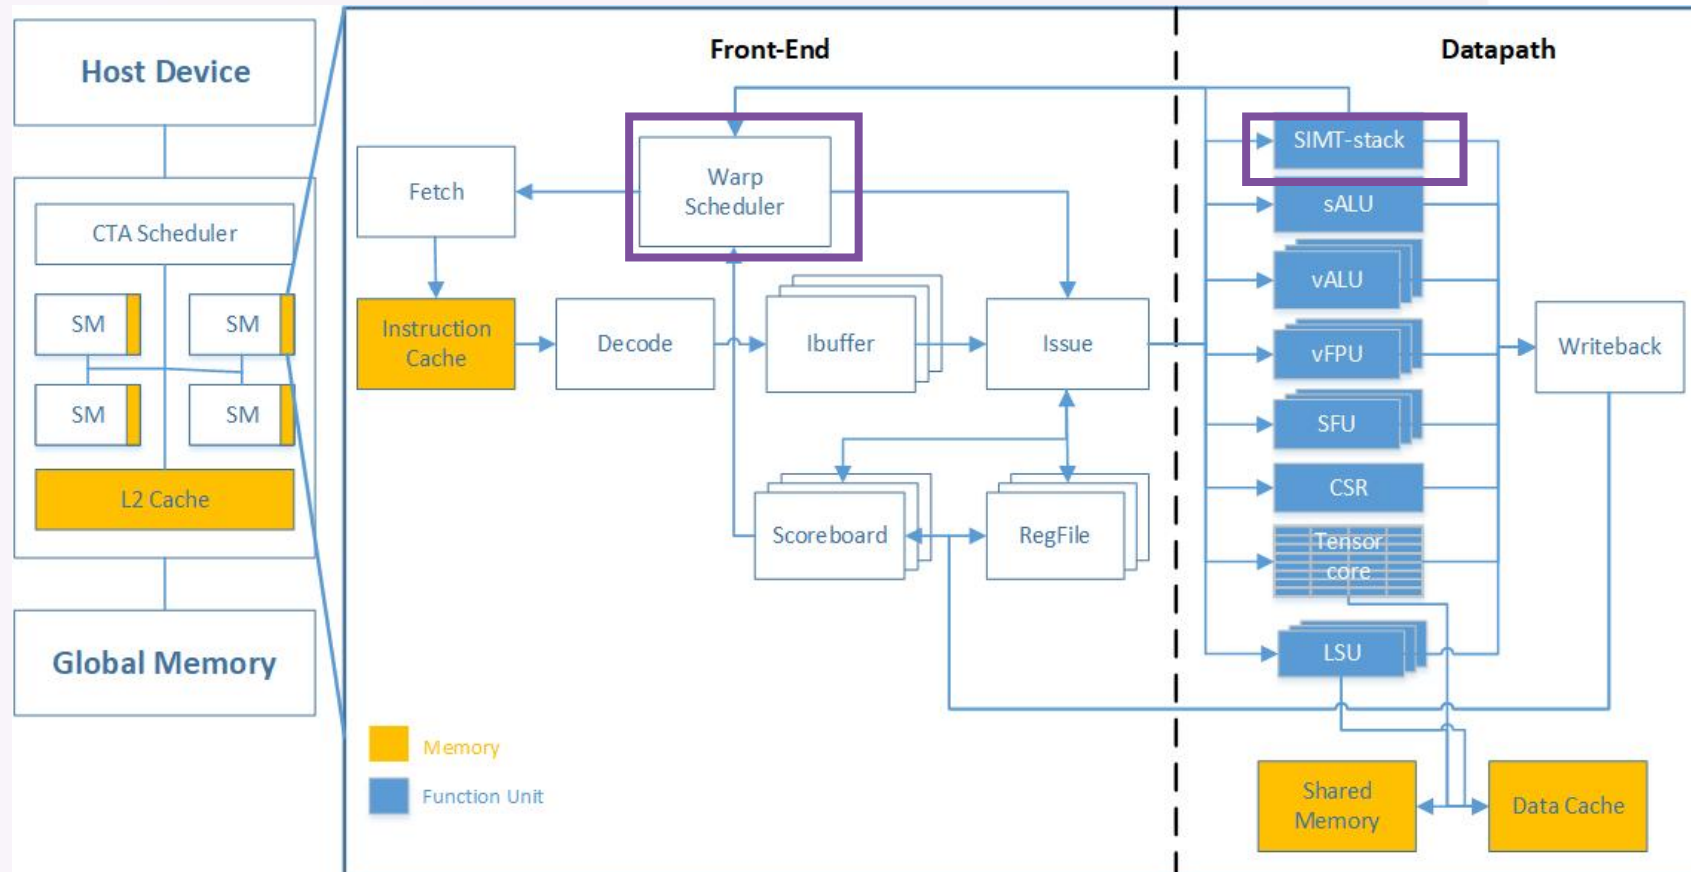 Host Device
CTA Scheduler
SM
SM
SM
SM
L2 Cache
Global Memory
Front-End
Fetch
Warp
Scheduler
Instruction
Cache
Decode
Ibuffer
Issue
Scoreboard
RegFile
Memory
Function Unit
Datapath
SIMT-stack
sALU
vALU
vFPU
SFU
CSR
Tensor
core
LSU
Writeback
Shared
Memory
Data Cache